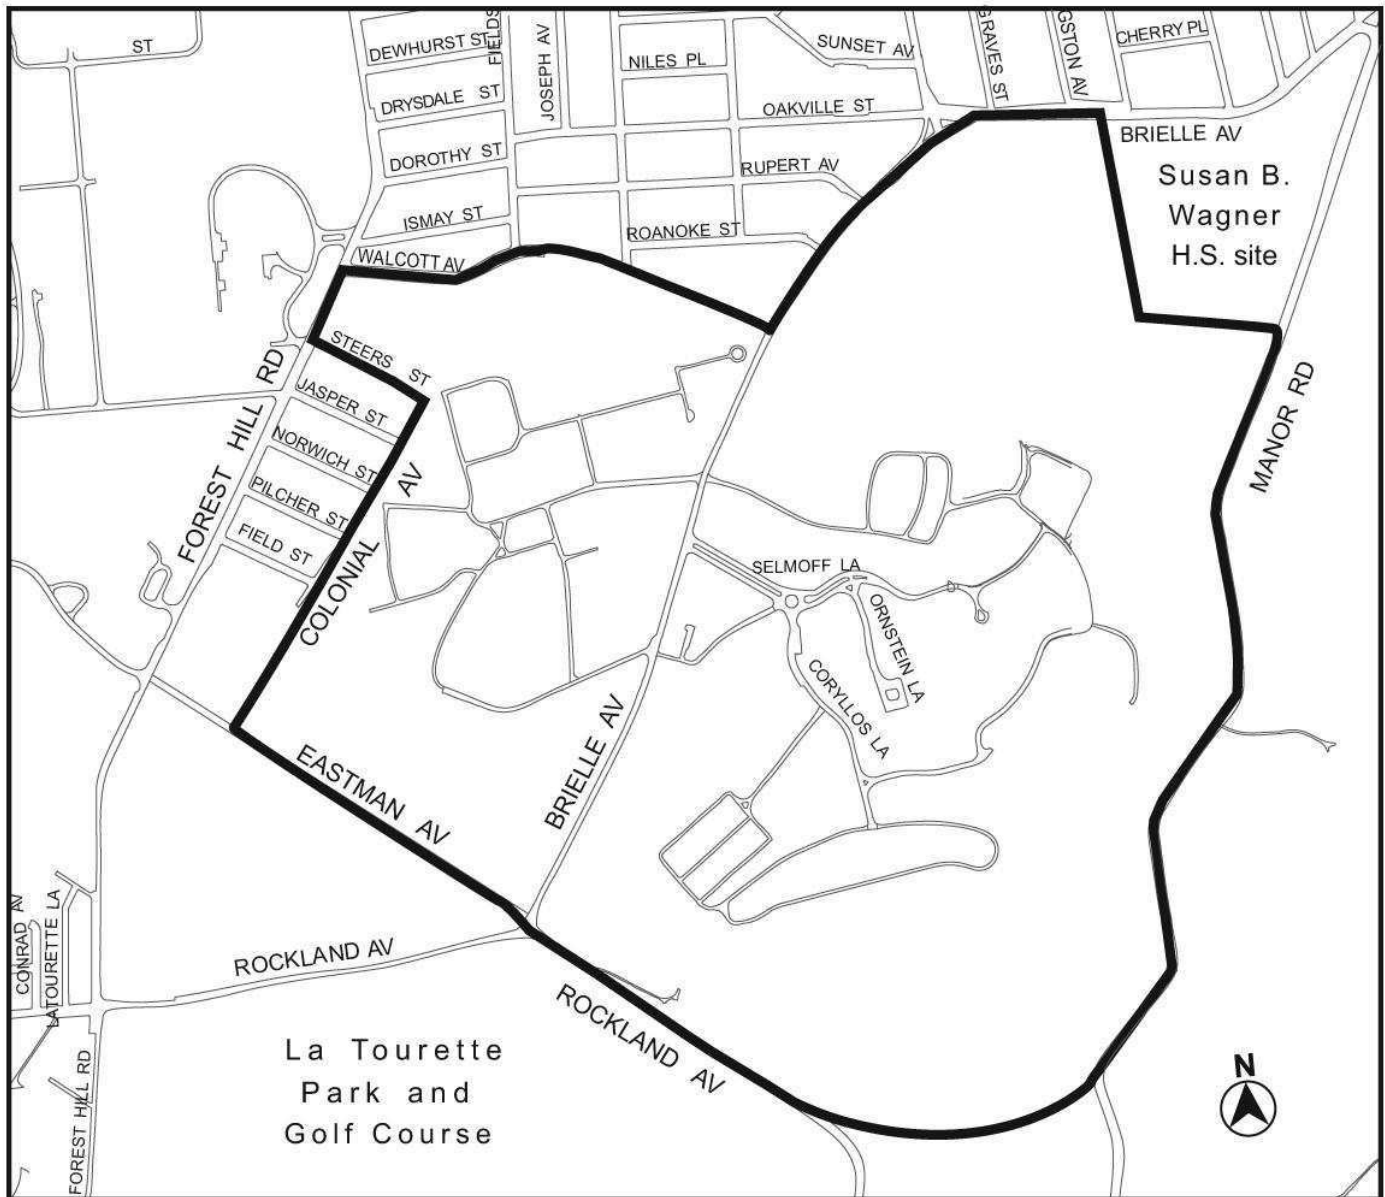 ST
DEWHURST ST
FIELDS
JOSEPH AV
NILES PL
SUNSET AV
GRAVES ST
GSTON AV
CHERRY PL
DRYSDALE ST
OAKVILLE ST
BRIELLE AV
DOROTHY ST
RUPERT AV
Susan B.
Wagner
H.S. site
ISMAY ST
ROANOKE ST
WALCOTT AV
STEERS ST
FOREST HILL RD
JASPER ST
NORWICH ST
PILCHER ST
FIELD ST
COLONIAL AV
MANOR RD
SELMOFF LA
ORNSTEIN LA
CORYLLOS LA
EASTMAN AV
BRIELLE AV
CONRAD AV
LATOURETTE LA
ROCKLAND AV
ROCKLAND AV
La Tourette
Park and
Golf Course
FOREST HILL RD
N